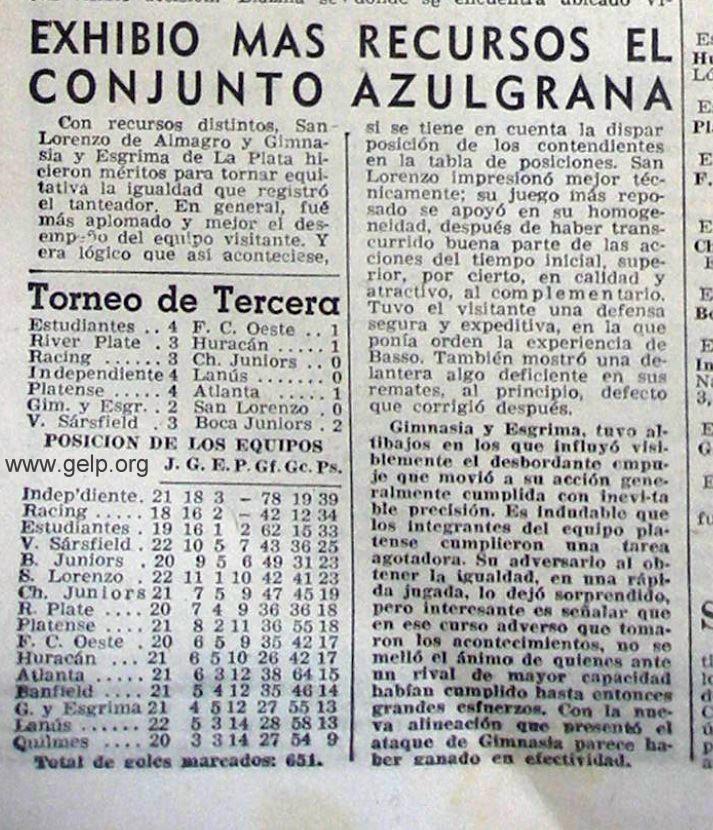 EXHIBIO MAS RECURSOS EL
CONJUNTO AZULGRANA
Con recursos distintos, San
Lorenzo de Almagro y Gimna-
sia y Esgrima de La Plata hi-
cieron méritos para tornar equi-
tativa la igualdad que registró
el tanteador. En general, fué
más aplomado y mejor el des-
empeño del equipo visitante. Y
era lógico que así aconteciese,
si se tiene en cuenta la dispar
posición de los contendientes
en la tabla de posiciones. San
Lorenzo impresionó mejor téc-
nicamente; su juego más repo-
sado se apoyó en su homoge-
neidad, después de haber trans-
currido buena parte de las ac-
ciones del tiempo inicial, supe-
rior, por cierto, en calidad y
atractivo, al complementario.
Tuvo el visitante una defensa
segura y expeditiva, en la que
ponía orden la experiencia de
Basso. También mostró una de-
lantera algo deficiente en sus
remates, al principio, defecto
que corrigió después.
Gimnasia y Esgrima, tuvo al-
tibajos en los que influyó visi-
blemente el desbordante empu-
je que movió a su acción gene-
ralmente cumplida con inevita-
ble precisión. Es indudable que
los integrantes del equipo pla-
tense cumplieron una tarea
agotadora. Su adversario al ob-
tener la igualdad, en una rápi-
da jugada, lo dejó sorprendido,
pero interesante es señalar que
en ese curso adverso que toma-
ron los acontecimientos, no se
melló el ánimo de quienes ante
un rival de mayor capacidad
habían cumplido hasta entonces
grandes esfuerzos. Con la nue-
va alineación que presentó el
ataque de Gimnasia parece ha-
ber ganado en efectividad.
Torneo de Tercera
Estudiantes .. 4 F. C. Oeste .. 1
River Plate . 3 Huracán ..... 1
Racing ...... 3 Ch. Juniors .. 0
Independiente 4 Lanús ....... 0
Platense .... 4 Atlanta ..... 1
Gim. y Esgr. . 2 San Lorenzo . 0
V. Sársfield . 3 Boca Juniors . 2
POSICION DE LOS EQUIPOS
www.gelp.org
J. G. E. P. Gf. Gc. Ps.
Indep'diente. 21 18 3 – 78 19 39
Racing ..... 18 16 2 – 42 12 34
Estudiantes . 19 16 1 2 62 15 33
V. Sársfield . 22 10 5 7 43 36 25
B. Juniors .. 20 9 5 6 49 31 23
S. Lorenzo . 22 11 1 10 42 41 23
Ch. Juniors 21 7 5 9 47 45 19
R. Plate ... 20 7 4 9 36 36 18
Platense ... 21 8 2 11 36 55 18
F. C. Oeste . 20 6 5 9 35 42 17
Huracán ... 21 6 5 10 26 42 17
Atlanta .... 21 6 3 12 38 64 15
Banfield ... 21 5 4 12 35 46 14
G. y Esgrima 21 4 5 12 27 55 13
Lanús ..... 22 5 3 14 28 58 13
Quilmes ... 20 3 3 14 27 54 9
Total de goles marcados: 651.